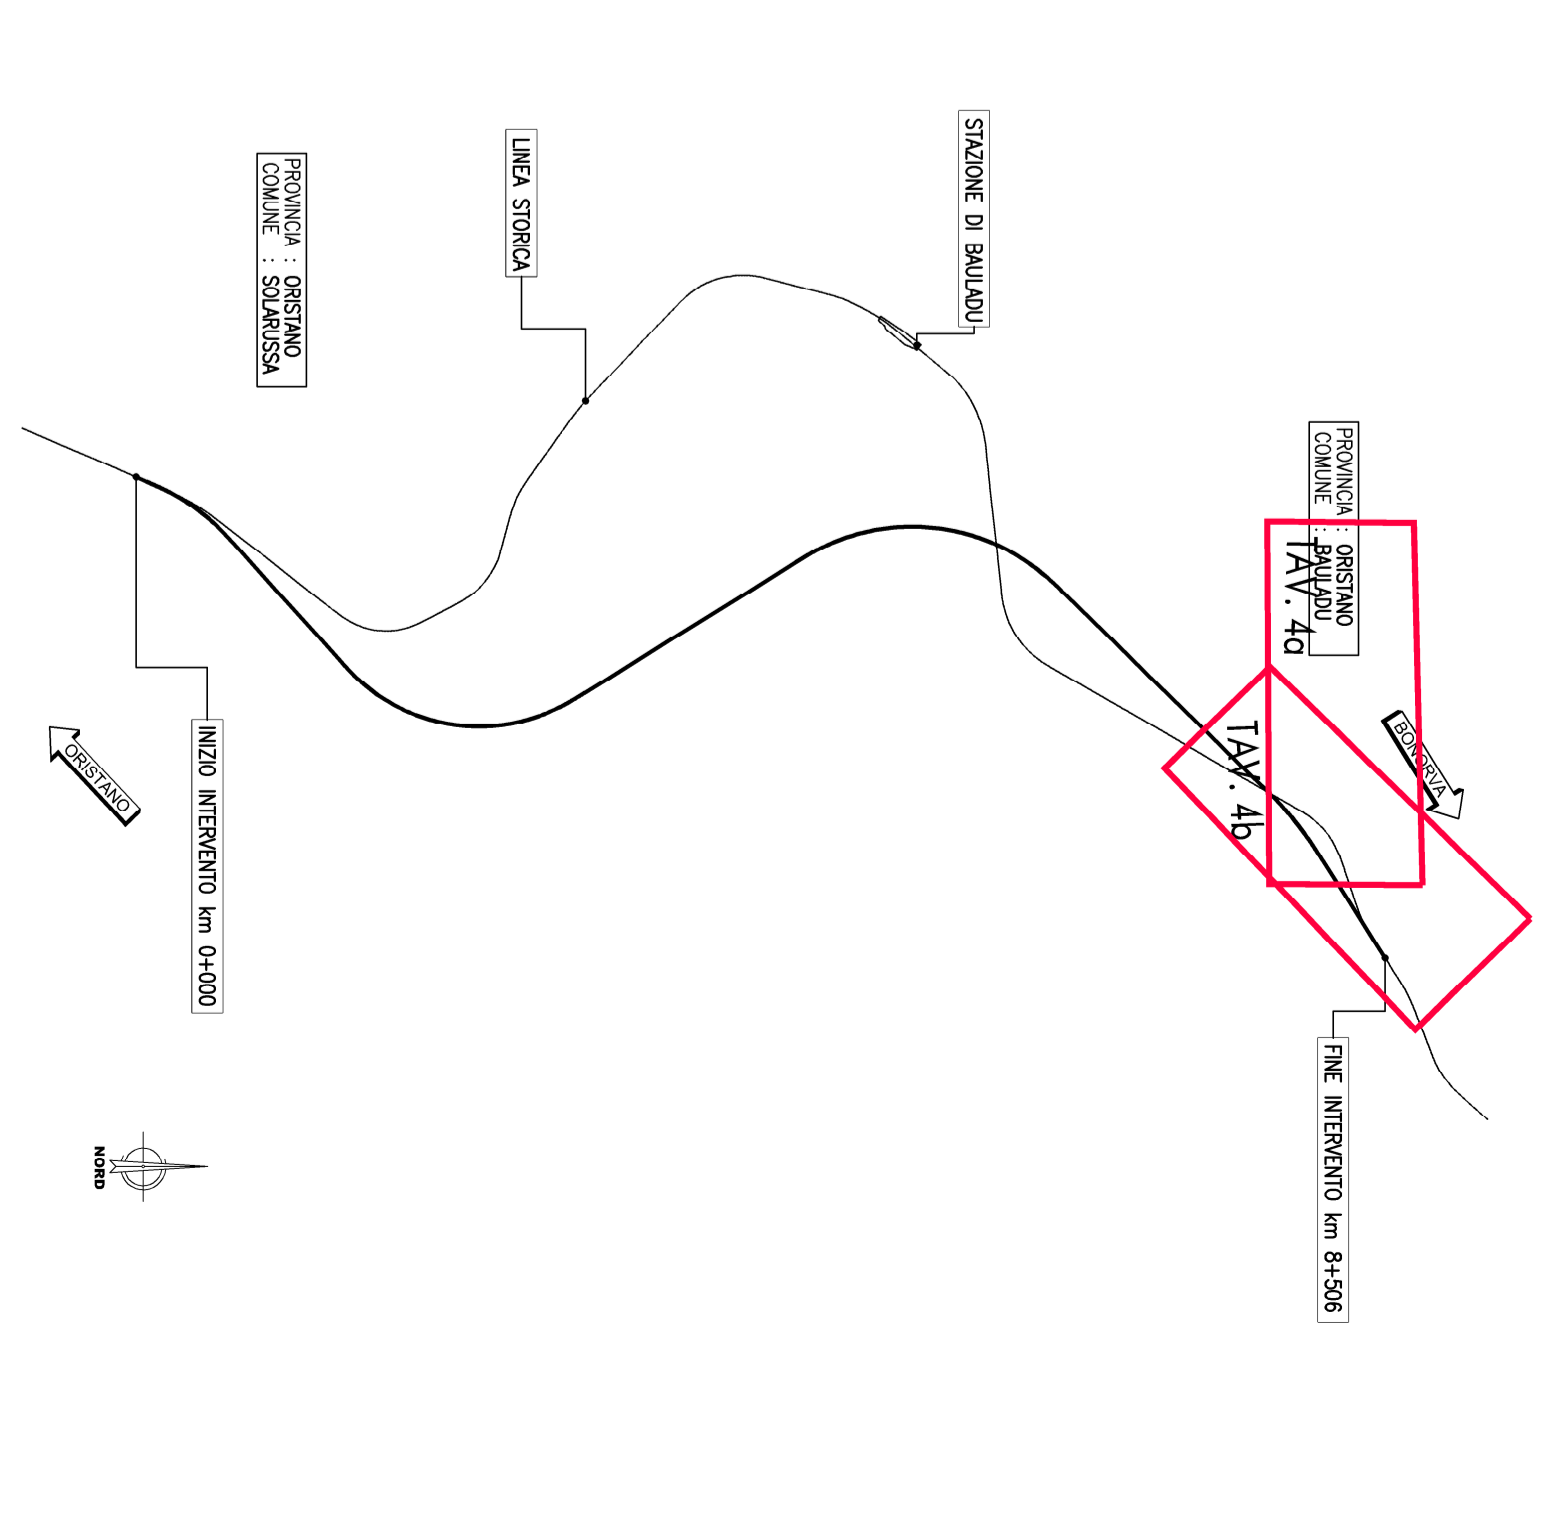 STAZIONE DI BAULADU
LINEA STORICA
PROVINCIA : ORISTANO
COMUNE : SOLARUSSA
PROVINCIA : ORISTANO
COMUNE : BAULADU
TAV. 4a
TAV. 4b
BONORVA
ORISTANO
INIZIO INTERVENTO km 0+000
FINE INTERVENTO km 8+506
NORD